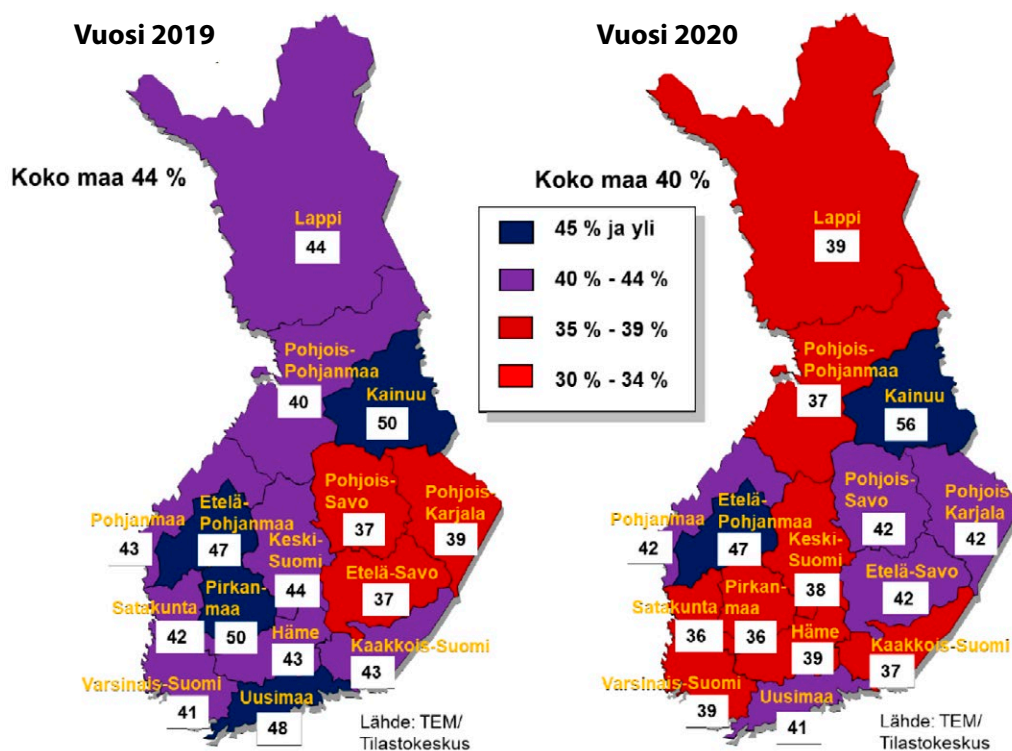 Vuosi 2019
Koko maa 44 %
Lappi
44
Pohjois-
Pohjanmaa
40
Kainuu
50
Pohjois-
Savo
37
Pohjois-
Karjala
39
Etelä-
Pohjanmaa
47
Pohjanmaa
43
Keski-
Suomi
44
Etelä-Savo
37
Pirkan-
maa
50
Satakunta
42
Häme
43
Kaakkois-Suomi
43
Varsinais-Suomi
41
Uusimaa
48
Lähde: TEM/
Tilastokeskus
45 % ja yli
40 % - 44 %
35 % - 39 %
30 % - 34 %
Vuosi 2020
Koko maa 40 %
Lappi
39
Pohjois-
Pohjanmaa
37
Kainuu
56
Pohjois-
Savo
42
Pohjois-
Karjala
42
Etelä-
Pohjanmaa
47
Pohjanmaa
42
Keski-
Suomi
38
Etelä-Savo
42
Pirkan-
maa
36
Satakunta
36
Häme
39
Kaakkois-Suomi
37
Varsinais-Suomi
39
Uusimaa
41
Lähde: TEM/
Tilastokeskus